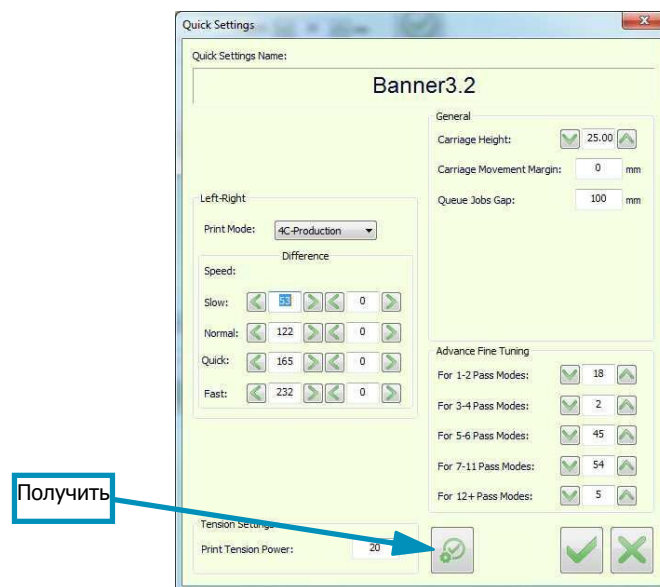 Quick Settings
Quick Settings Name:
Banner3.2
General
Carriage Height: 25.00
Carriage Movement Margin: 0 mm
Queue Jobs Gap: 100 mm
Left-Right
Print Mode: 4C-Production
Difference
Speed:
Slow: 53 0
Normal: 122 0
Quick: 165 0
Fast: 232 0
Advance Fine Tuning
For 1-2 Pass Modes: 18
For 3-4 Pass Modes: 2
For 5-6 Pass Modes: 45
For 7-11 Pass Modes: 54
For 12+ Pass Modes: 5
Получить
Tension Settings
Print Tension Power: 20